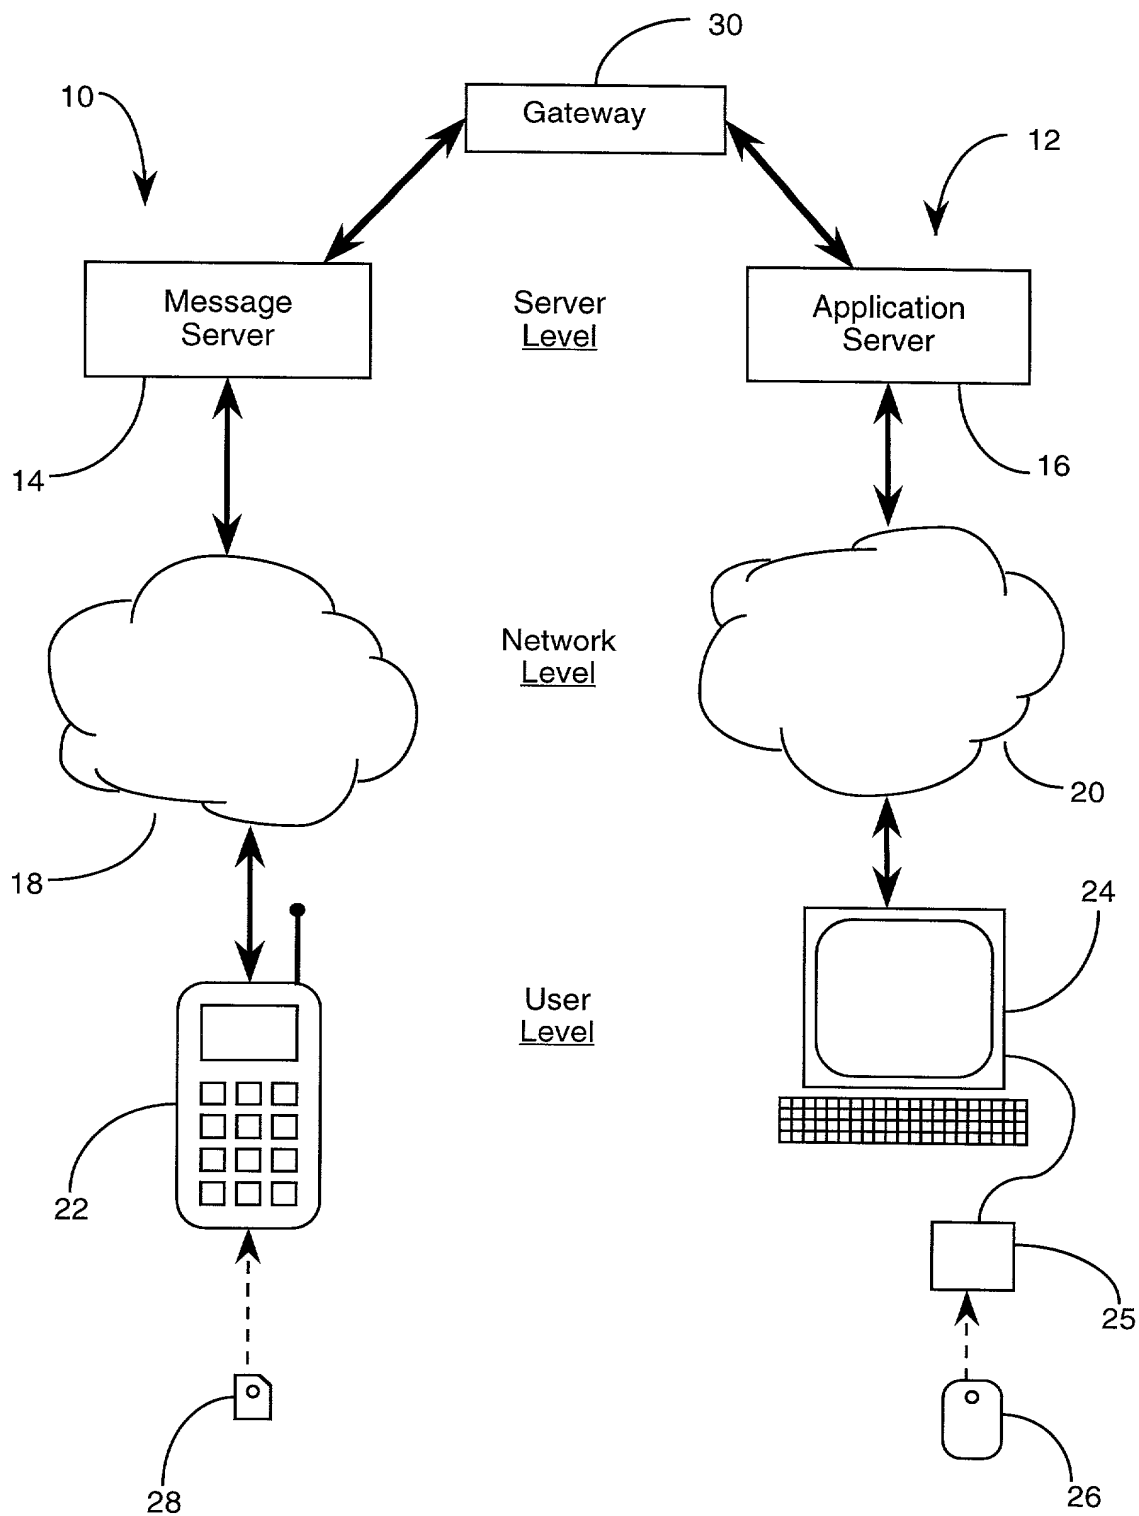 30
10
Gateway
12
Message
Server
Server
Level
Application
Server
14
16
Network
Level
20
18
24
User
Level
22
25
28
26